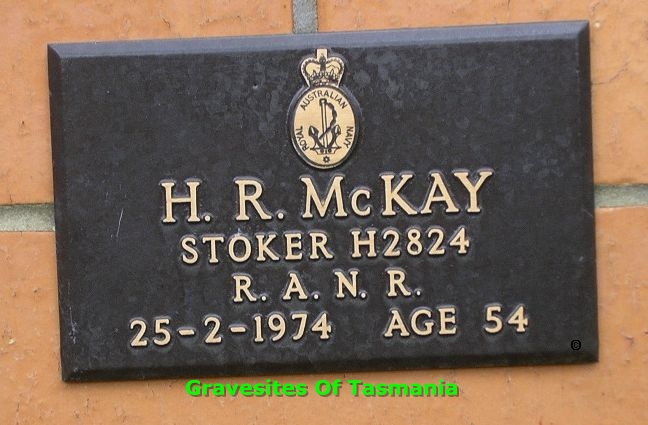 ROYAL AUSTRALIAN NAVY
H. R. McKAY
STOKER H2824
R. A. N. R.
25-2-1974 AGE 54
©
Gravesites Of Tasmania